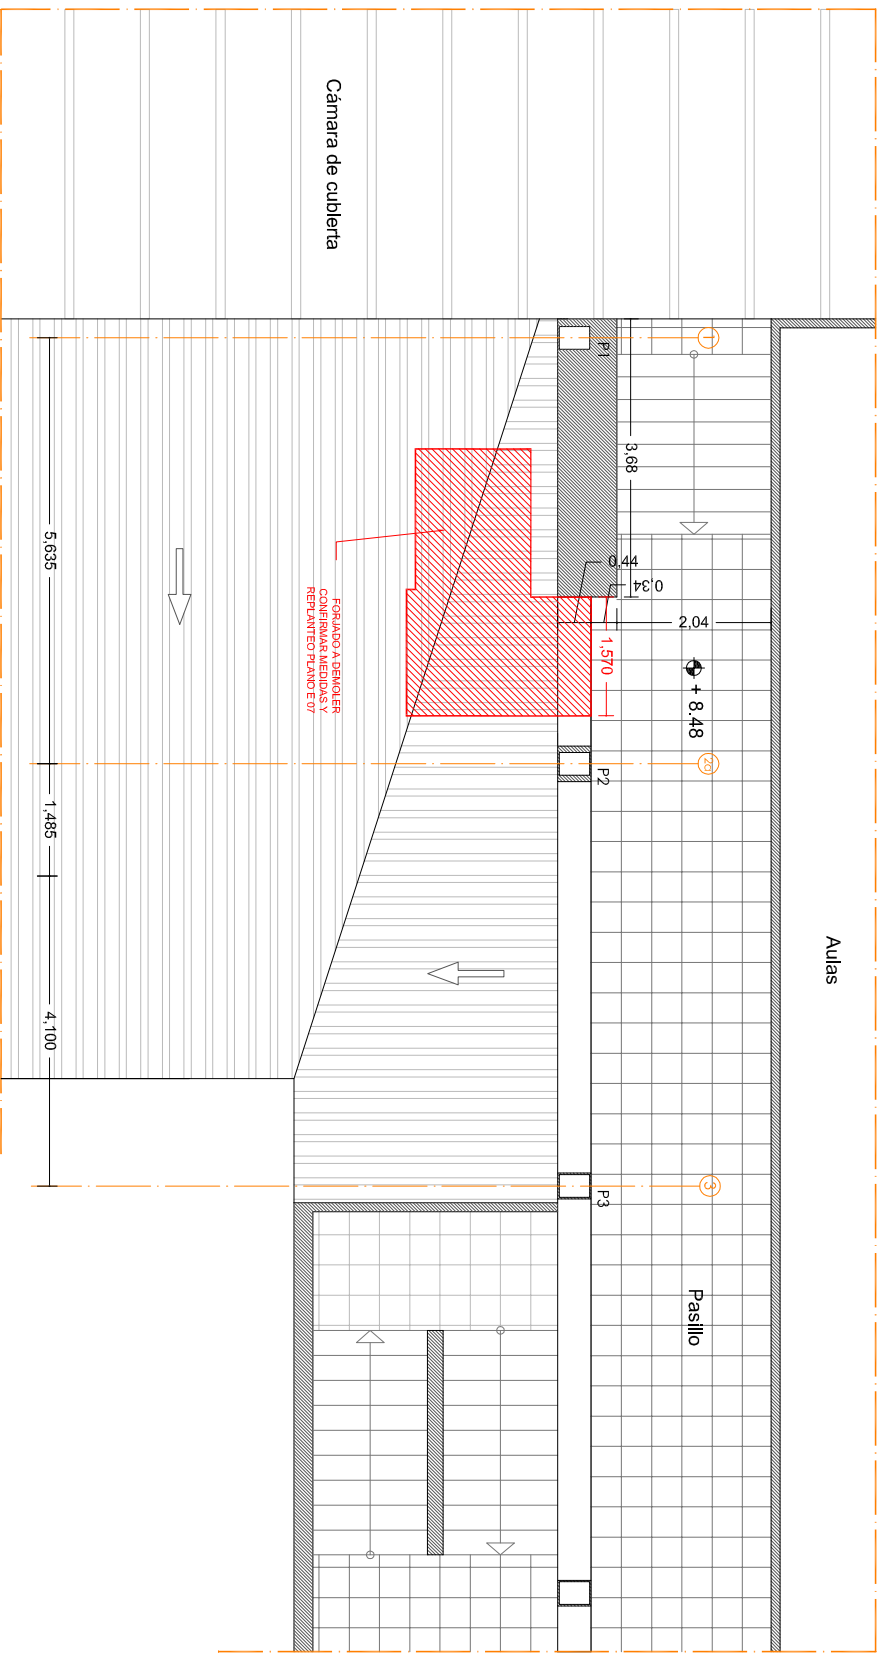 Cámara de cubierta
Aulas
Pasillo
1
2a
3
P1
P2
P3
3,68
0,44
0,34
2,04
1,570
+ 8.48
5,635
1,485
4,100
FORJADO A DEMOLER
CONFIRMAR MEDIDAS Y
REPLANTEO PLANO E 07